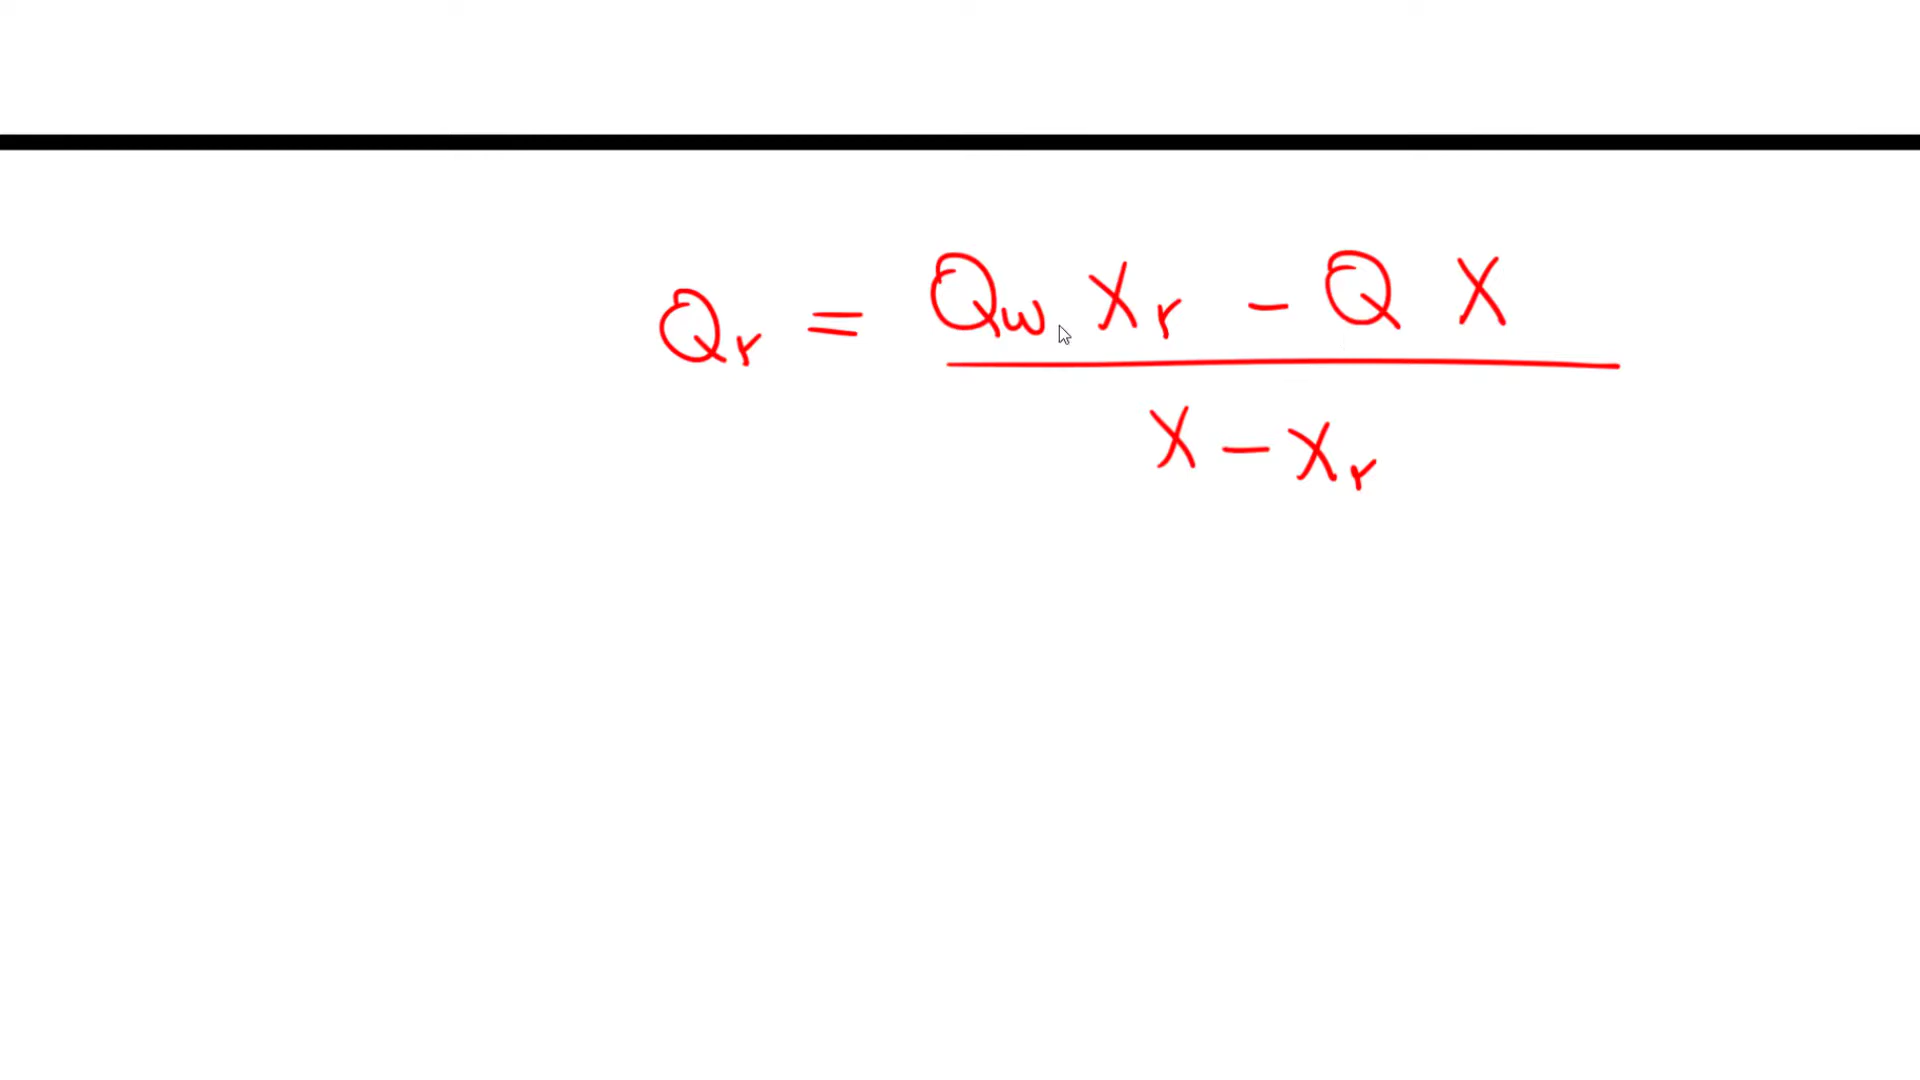 Qr = Qw Xr - Q X
X - Xr